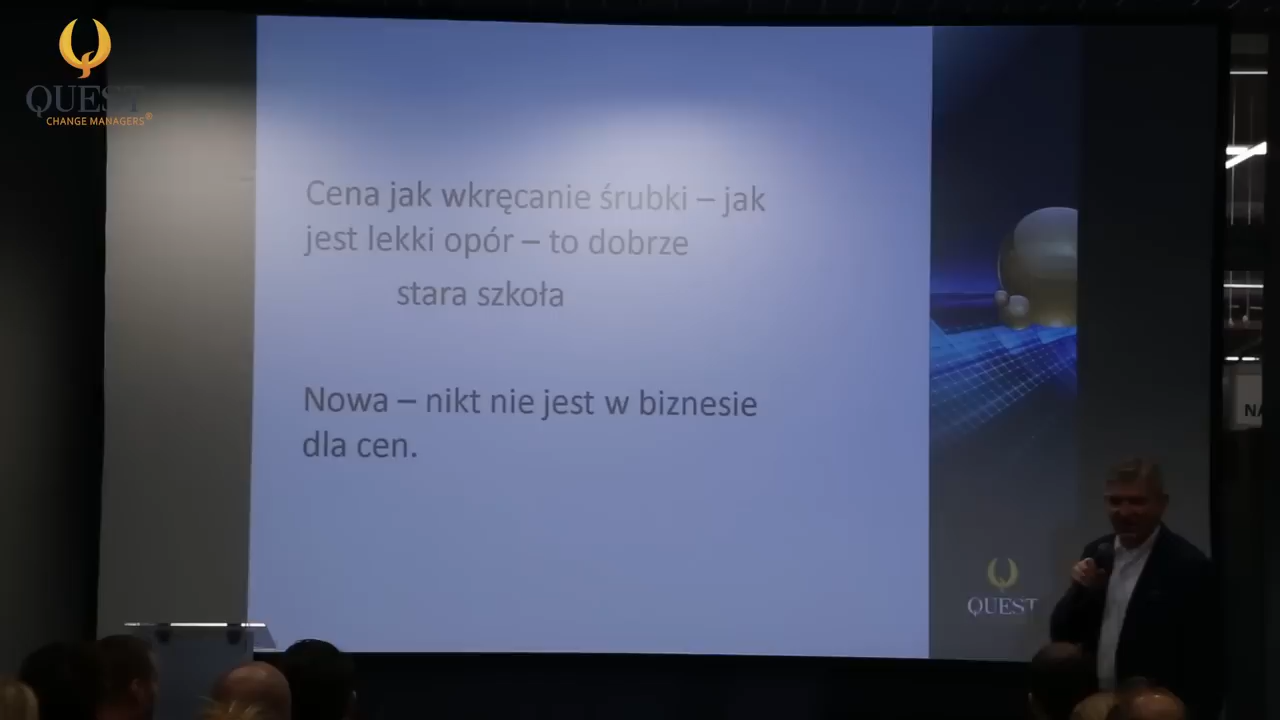 QUEST
CHANGE MANAGERS®
Cena jak wkręcanie śrubki – jak
jest lekki opór – to dobrze
stara szkoła
Nowa – nikt nie jest w biznesie
dla cen.
QUEST